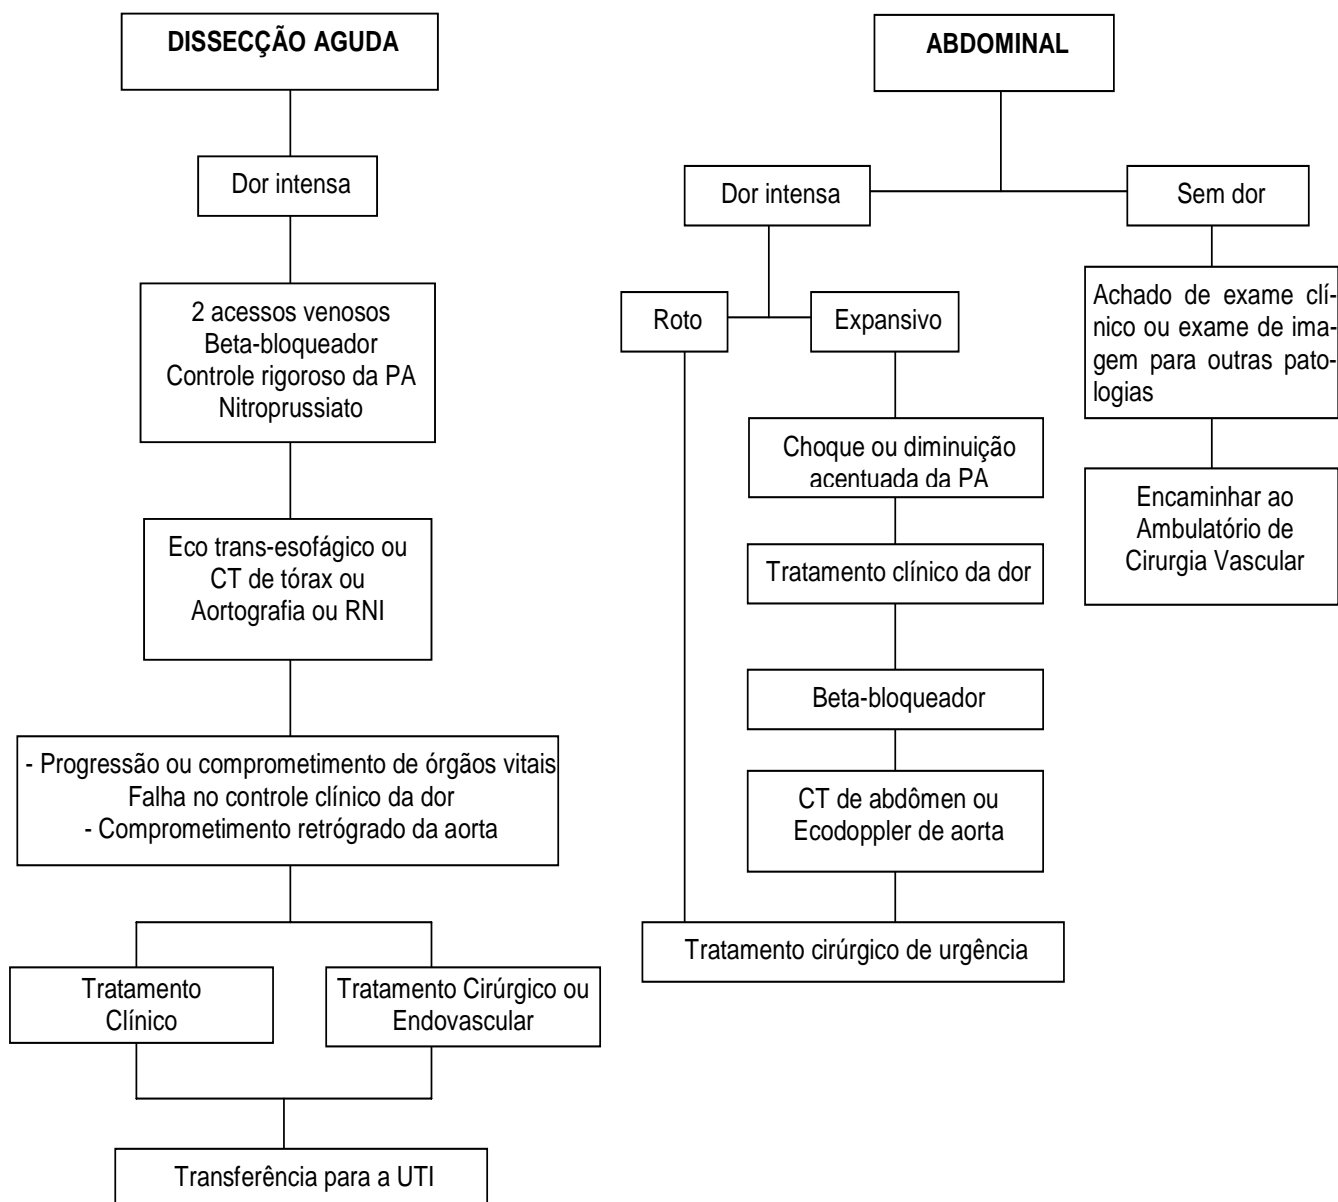 DISSECÇÃO AGUDA
Dor intensa
2 acessos venosos
Beta-bloqueador
Controle rigoroso da PA
Nitroprussiato
Eco trans-esofágico ou
CT de tórax ou
Aortografia ou RNI
- Progressão ou comprometimento de órgãos vitais
Falha no controle clínico da dor
- Comprometimento retrógrado da aorta
Tratamento
Clínico
Tratamento Cirúrgico ou
Endovascular
Transferência para a UTI
ABDOMINAL
Dor intensa
Sem dor
Roto
Expansivo
Achado de exame clí-
nico ou exame de ima-
gem para outras pato-
logias
Choque ou diminuição
acentuada da PA
Encaminhar ao
Ambulatório de
Cirurgia Vascular
Tratamento clínico da dor
Beta-bloqueador
CT de abdômen ou
Ecodoppler de aorta
Tratamento cirúrgico de urgência